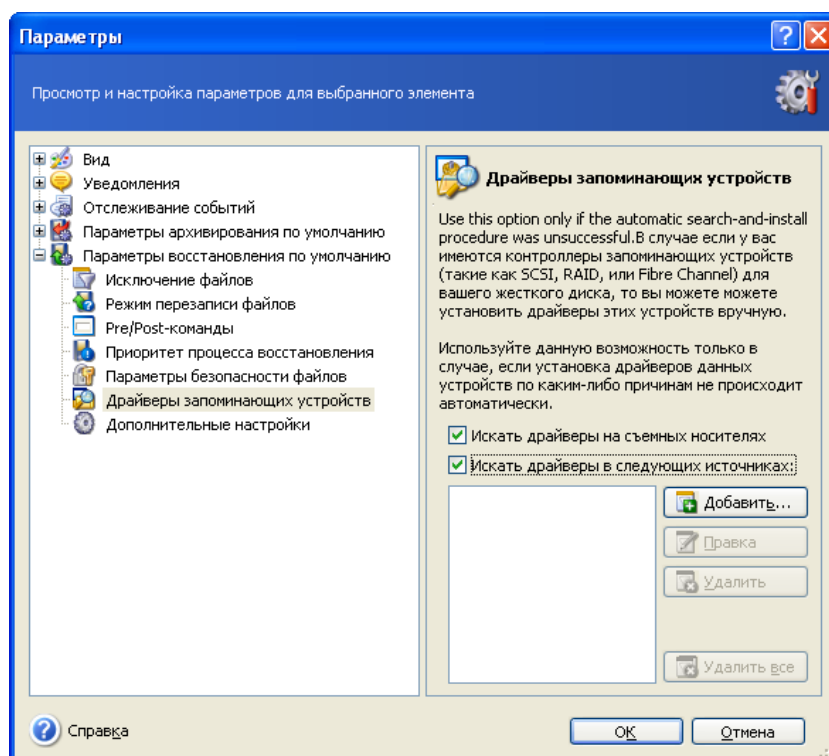 Параметры
Просмотр и настройка параметров для выбранного элемента
Вид
Уведомления
Отслеживание событий
Параметры архивирования по умолчанию
Параметры восстановления по умолчанию
Исключение файлов
Режим перезаписи файлов
Pre/Post-команды
Приоритет процесса восстановления
Параметры безопасности файлов
Драйверы запоминающих устройств
Дополнительные настройки
Драйверы запоминающих устройств
Use this option only if the automatic search-and-install
procedure was unsuccessful.В случае если у вас
имеются контроллеры запоминающих устройств
(такие как SCSI, RAID, или Fibre Channel) для
вашего жесткого диска, то вы можете можете
установить драйверы этих устройств вручную.
Используйте данную возможность только в
случае, если установка драйверов данных
устройств по каким-либо причинам не происходит
автоматически.
Искать драйверы на съемных носителях
Искать драйверы в следующих источниках:
Добавить...
Правка
Удалить
Удалить все
Справка
ОК
Отмена